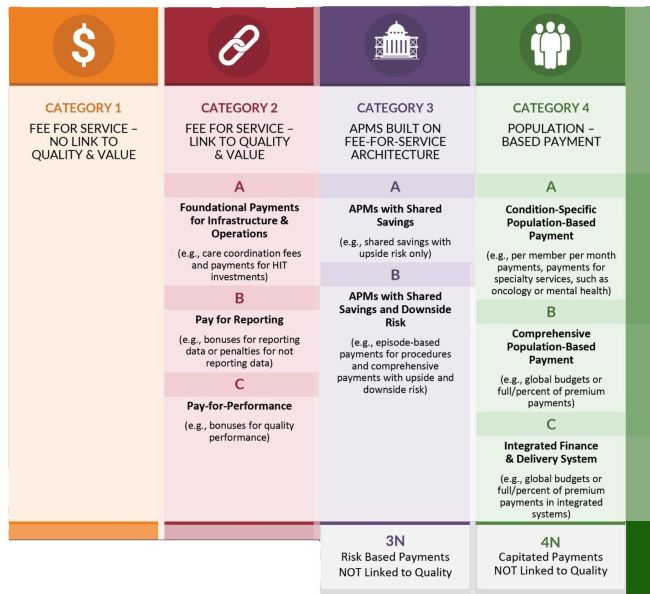 $
CATEGORY 1
FEE FOR SERVICE –
NO LINK TO
QUALITY & VALUE
CATEGORY 2
FEE FOR SERVICE –
LINK TO QUALITY
& VALUE
A
Foundational Payments
for Infrastructure &
Operations
(e.g., care coordination fees
and payments for HIT
investments)
B
Pay for Reporting
(e.g., bonuses for reporting
data or penalties for not
reporting data)
C
Pay-for-Performance
(e.g., bonuses for quality
performance)
CATEGORY 3
APMS BUILT ON
FEE-FOR-SERVICE
ARCHITECTURE
A
APMs with Shared
Savings
(e.g., shared savings with
upside risk only)
B
APMs with Shared
Savings and Downside
Risk
(e.g., episode-based
payments for procedures
and comprehensive
payments with upside and
downside risk)
3N
Risk Based Payments
NOT Linked to Quality
CATEGORY 4
POPULATION –
BASED PAYMENT
A
Condition-Specific
Population-Based
Payment
(e.g., per member per month
payments, payments for
specialty services, such as
oncology or mental health)
B
Comprehensive
Population-Based
Payment
(e.g., global budgets or
full/percent of premium
payments)
C
Integrated Finance
& Delivery System
(e.g., global budgets or
full/percent of premium
payments in integrated
systems)
4N
Capitated Payments
NOT Linked to Quality